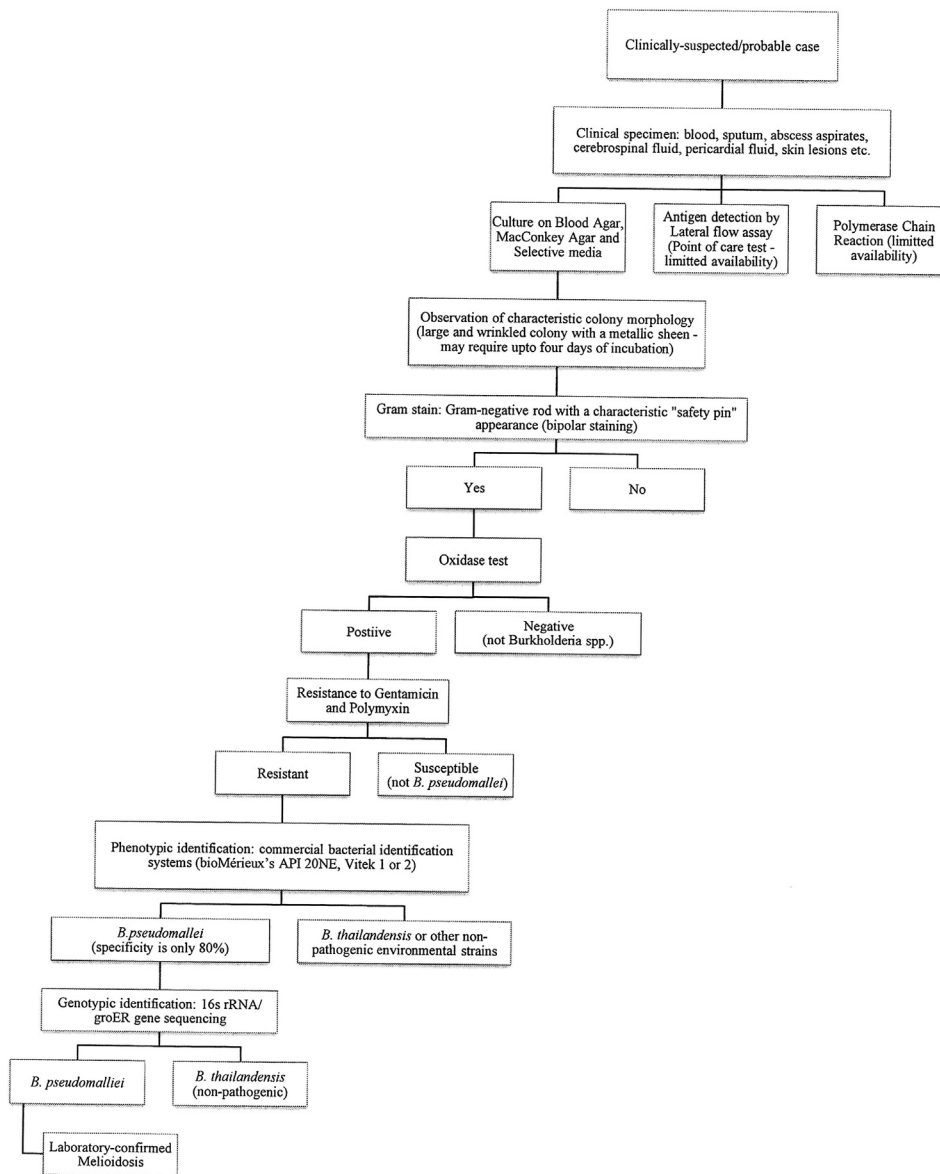 Clinically-suspected/probable case
Clinical specimen: blood, sputum, abscess aspirates,
cerebrospinal fluid, pericardial fluid, skin lesions etc.
Culture on Blood Agar,
MacConkey Agar and
Selective media
Antigen detection by
Lateral flow assay
(Point of care test -
limitted availability)
Polymerase Chain
Reaction (limitted
availability)
Observation of characteristic colony morphology
(large and wrinkled colony with a metallic sheen -
may require upto four days of incubation)
Gram stain: Gram-negative rod with a characteristic "safety pin"
appearance (bipolar staining)
Yes
No
Oxidase test
Postiive
Negative
(not Burkholderia spp.)
Resistance to Gentamicin
and Polymyxin
Resistant
Susceptible
(not B. pseudomallei)
Phenotypic identification: commercial bacterial identification
systems (bioMérieux's API 20NE, Vitek 1 or 2)
B.pseudomallei
(specificity is only 80%)
B. thailandensis or other non-
pathogenic environmental strains
Genotypic identification: 16s rRNA/
groER gene sequencing
B. pseudomalliei
B. thailandensis
(non-pathogenic)
Laboratory-confirmed
Melioidosis